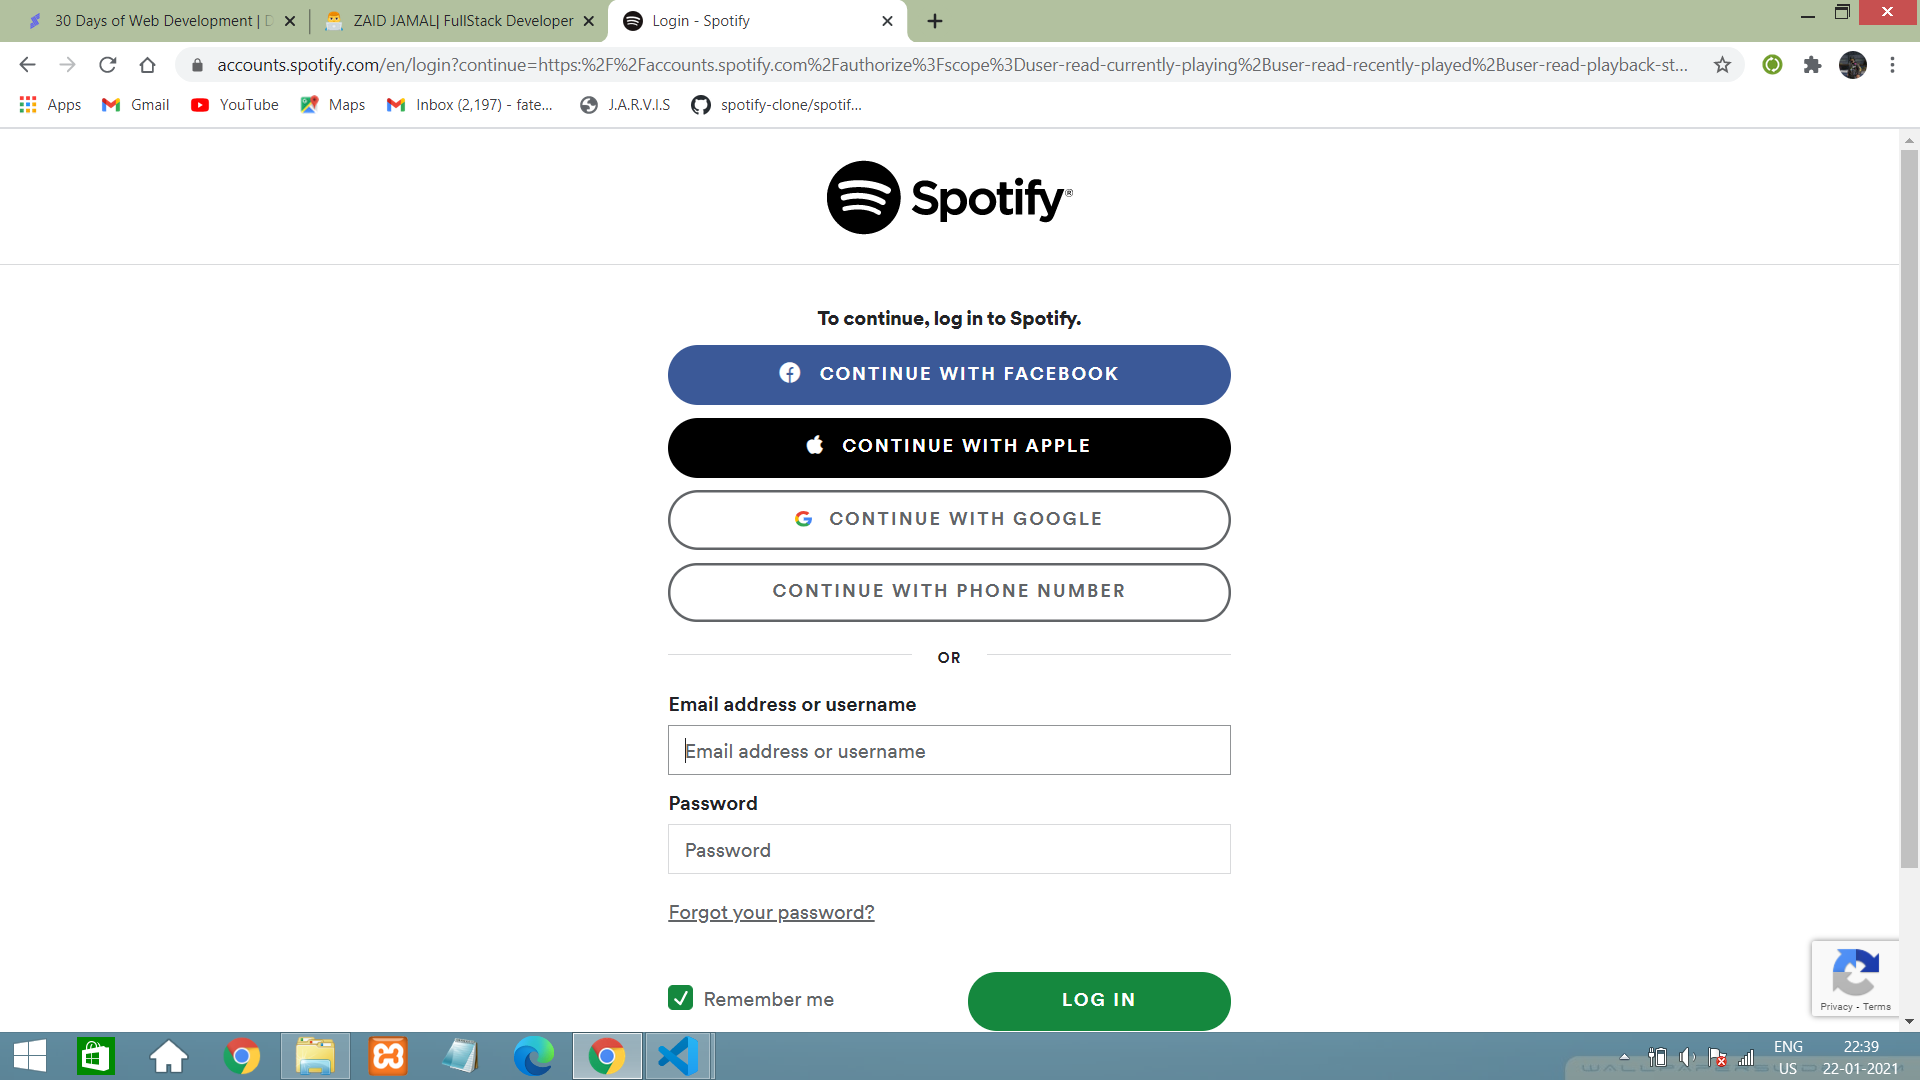 30 Days of Web Development |
ZAID JAMAL| FullStack Developer
Login - Spotify
accounts.spotify.com/en/login?continue=https:%2F%2Faccounts.spotify.com%2Fauthorize%3Fscope%3Duser-read-currently-playing%2Buser-read-recently-played%2Buser-read-playback-st...
Apps
Gmail
YouTube
Maps
Inbox (2,197) - fate...
J.A.R.V.I.S
spotify-clone/spotif...
Spotify®
To continue, log in to Spotify.
CONTINUE WITH FACEBOOK
CONTINUE WITH APPLE
CONTINUE WITH GOOGLE
CONTINUE WITH PHONE NUMBER
OR
Email address or username
Email address or username
Password
Password
Forgot your password?
Remember me
LOG IN
Privacy - Terms
ENG
US
22:39
22-01-2021